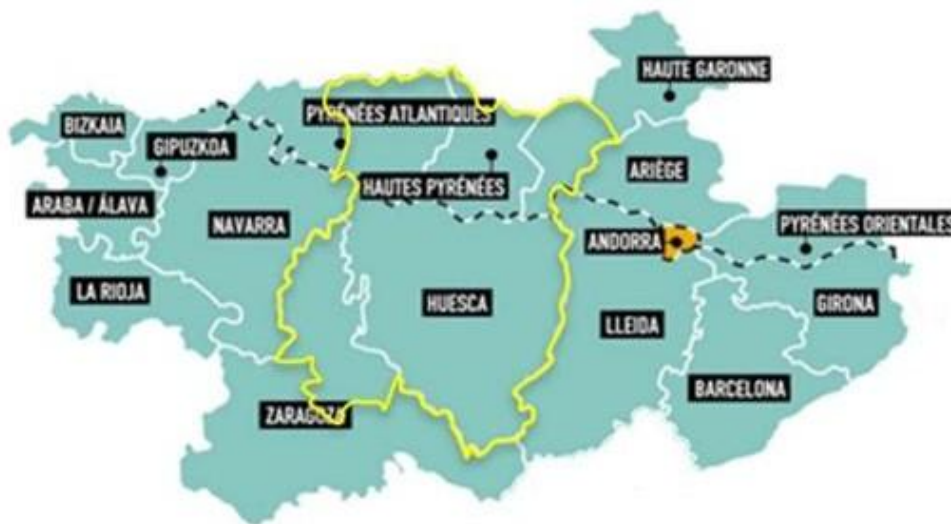 HAUTE GARONNE
PYRÉNÉES ATLANTIQUES
BIZKAIA
GIPUZKOA
ARIÈGE
HAUTES PYRÉNÉES
ARABA / ÁLAVA
NAVARRA
PYRÉNÉES ORIENTALES
ANDORRA
LA RIOJA
HUESCA
GIRONA
LLEIDA
BARCELONA
ZARAGOZA